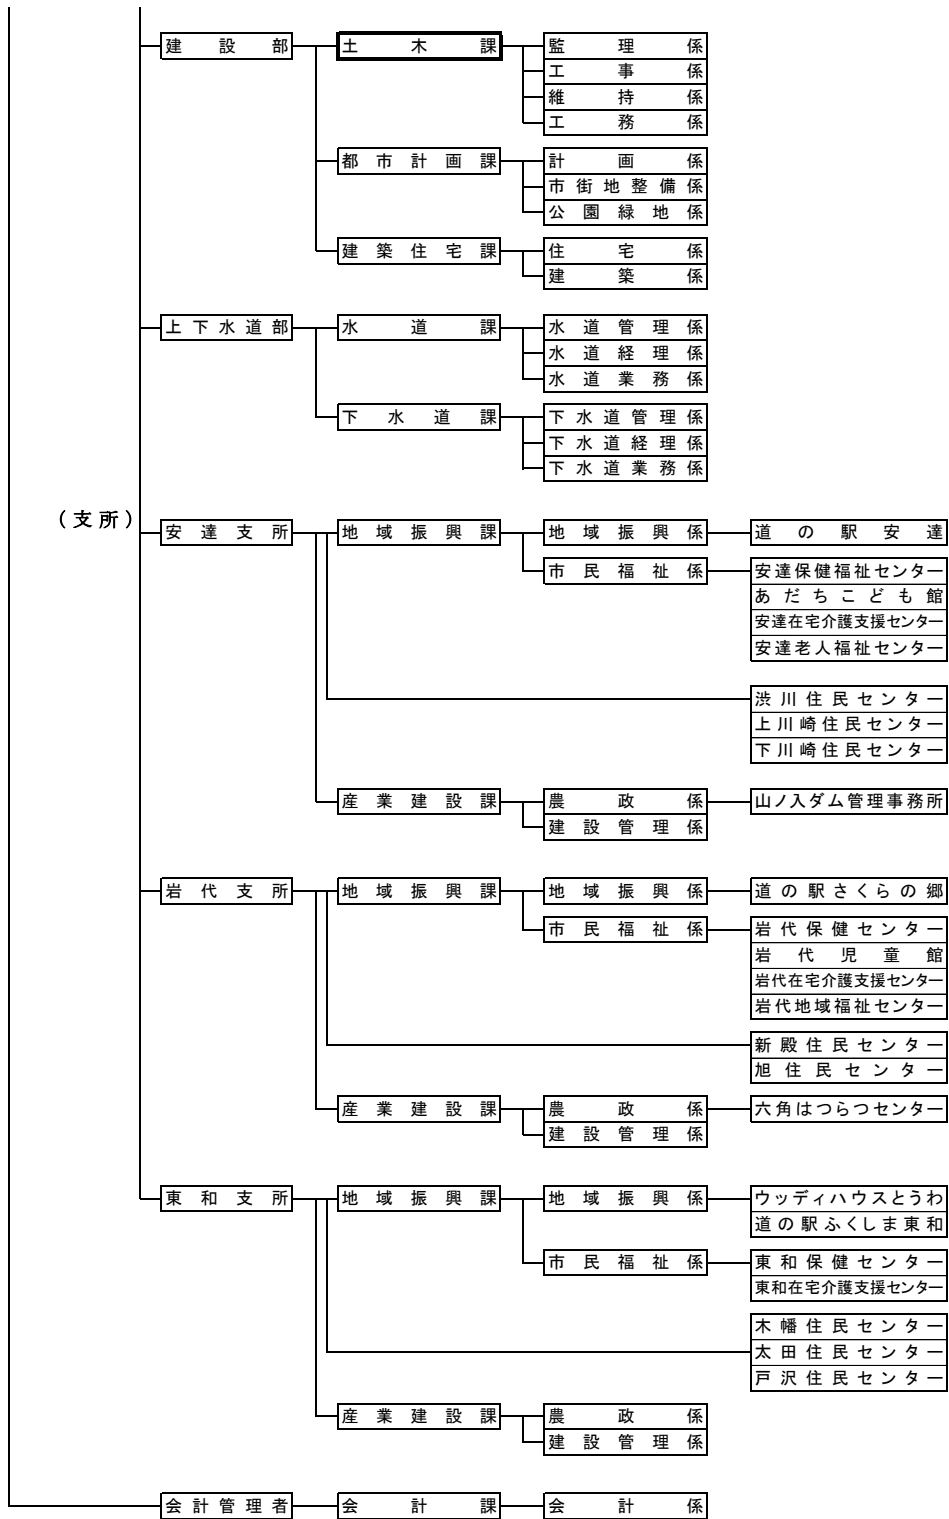 建設部 土木課 監理係
工事係
維持係
工務係
都市計画課 計画係
市街地整備係
公園緑地係
建築住宅課 住宅係
建築係
上下水道部 水道課 水道管理係
水道経理係
水道業務係
下水道課 下水道管理係
下水道経理係
下水道業務係
(支所)
安達支所 地域振興課 地域振興係 道の駅安達
市民福祉係 安達保健福祉センター
あだちこども館
安達在宅介護支援センター
安達老人福祉センター
渋川住民センター
上川崎住民センター
下川崎住民センター
産業建設課 農政係 山ノ入ダム管理事務所
建設管理係
岩代支所 地域振興課 地域振興係 道の駅さくらの郷
市民福祉係 岩代保健センター
岩代児童館
岩代在宅介護支援センター
岩代地域福祉センター
新殿住民センター
旭住民センター
産業建設課 農政係 六角はつらつセンター
建設管理係
東和支所 地域振興課 地域振興係 ウッディハウスとうわ
道の駅ふくしま東和
市民福祉係 東和保健センター
東和在宅介護支援センター
木幡住民センター
太田住民センター
戸沢住民センター
産業建設課 農政係
建設管理係
会計管理者 会計課 会計係